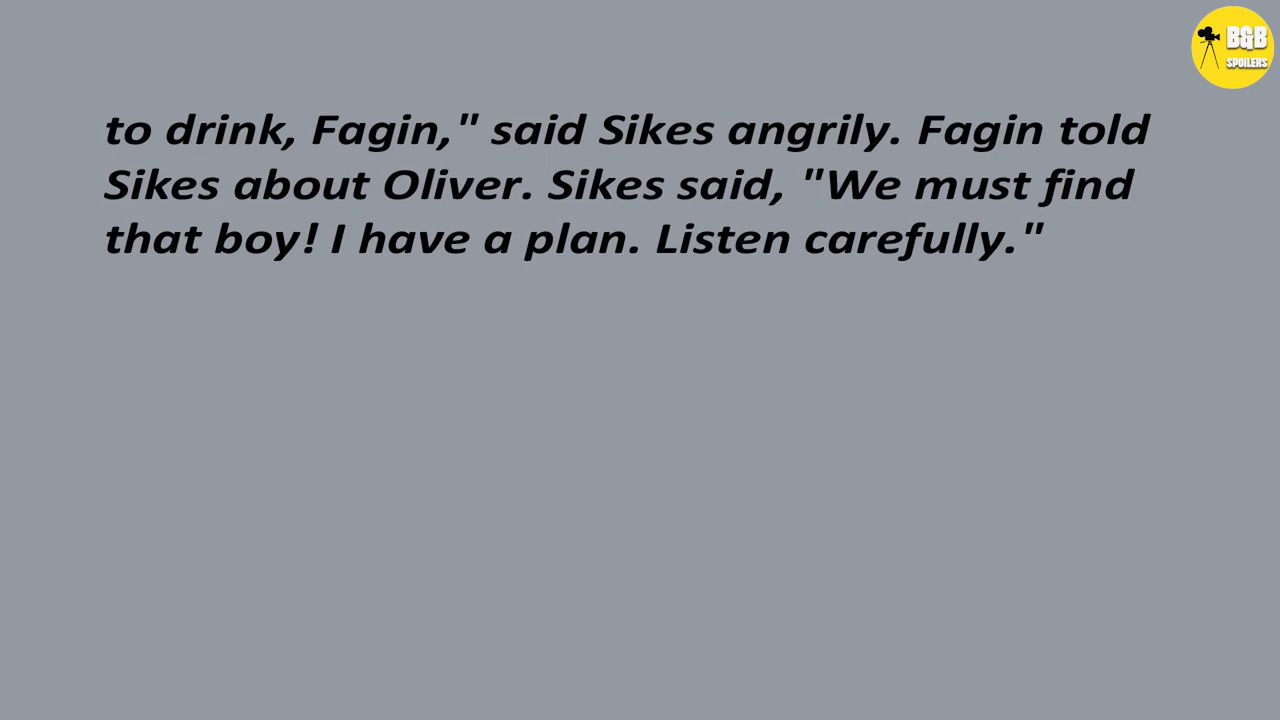 B&B
SPOILERS
to drink, Fagin," said Sikes angrily. Fagin told
Sikes about Oliver. Sikes said, "We must find
that boy! I have a plan. Listen carefully."